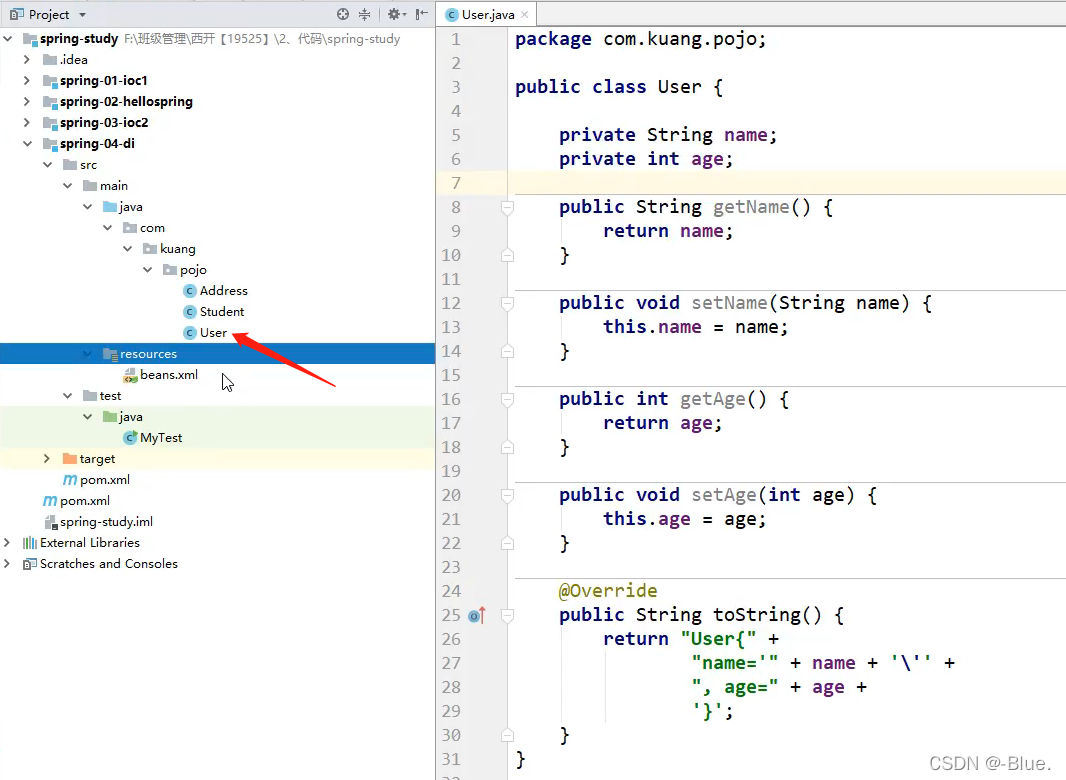 Project
spring-study F:\班级管理\西开【19525】\2、代码\spring-study
.idea
spring-01-ioc1
spring-02-hellospring
spring-03-ioc2
spring-04-di
src
main
java
com
kuang
pojo
Address
Student
User
resources
beans.xml
test
java
MyTest
target
pom.xml
pom.xml
spring-study.iml
External Libraries
Scratches and Consoles
User.java
1 package com.kuang.pojo;
2
3 public class User {
4
5 private String name;
6 private int age;
7
8 public String getName() {
9 return name;
10 }
11
12 public void setName(String name) {
13 this.name = name;
14 }
15
16 public int getAge() {
17 return age;
18 }
19
20 public void setAge(int age) {
21 this.age = age;
22 }
23
24 @Override
25 public String toString() {
26 return "User{" +
27 "name='" + name + '\'' +
28 ", age=" + age +
29 '}';
30 }
31 }
CSDN @-Blue.